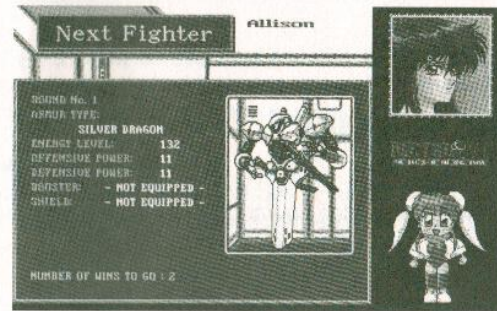 Next Fighter
Allison
ROUND No. 1
ARMOR TYPE:
SILVER DRAGON
ENERGY LEVEL: 132
OFFENSIVE POWER: 11
DEFENSIVE POWER: 11
BOOSTER: - NOT EQUIPPED -
SHIELD: - NOT EQUIPPED -
NUMBER OF WINS TO GO : 2